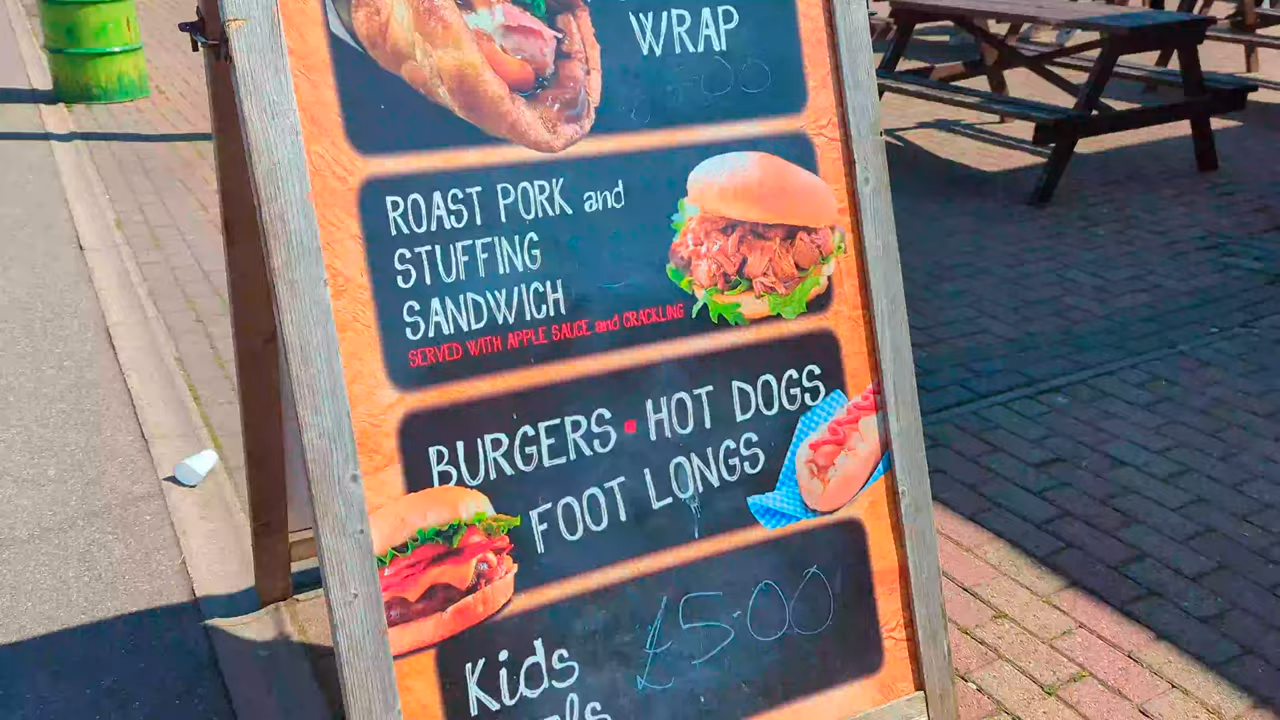 WRAP
ROAST PORK and
STUFFING
SANDWICH
SERVED WITH APPLE SAUCE and CRACKLING
BURGERS • HOT DOGS
FOOT LONGS
£5.00
Kids